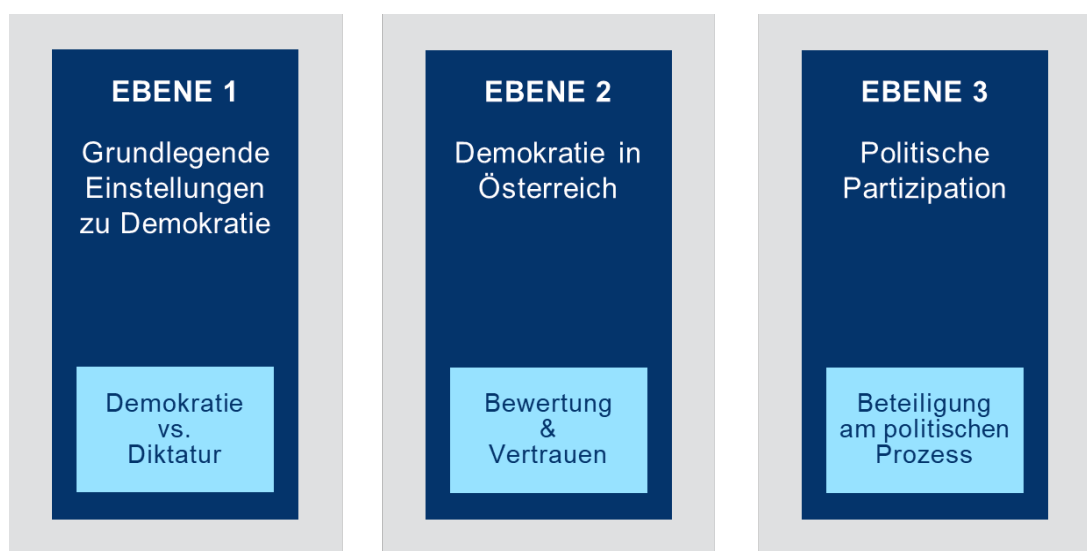 EBENE 1
Grundlegende
Einstellungen
zu Demokratie
Demokratie
vs.
Diktatur
EBENE 2
Demokratie in
Österreich
Bewertung
&
Vertrauen
EBENE 3
Politische
Partizipation
Beteiligung
am politischen
Prozess